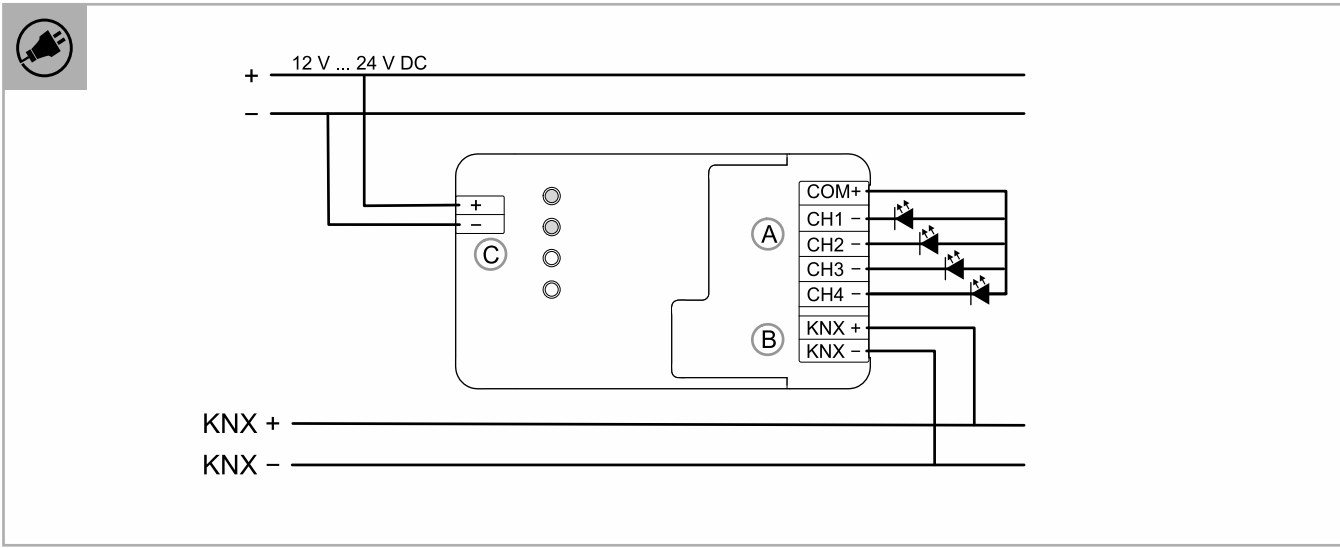 12 V ... 24 V DC
+
−
+
−
C
A
B
COM+
CH1 −
CH2 −
CH3 −
CH4 −
KNX +
KNX −
KNX +
KNX −